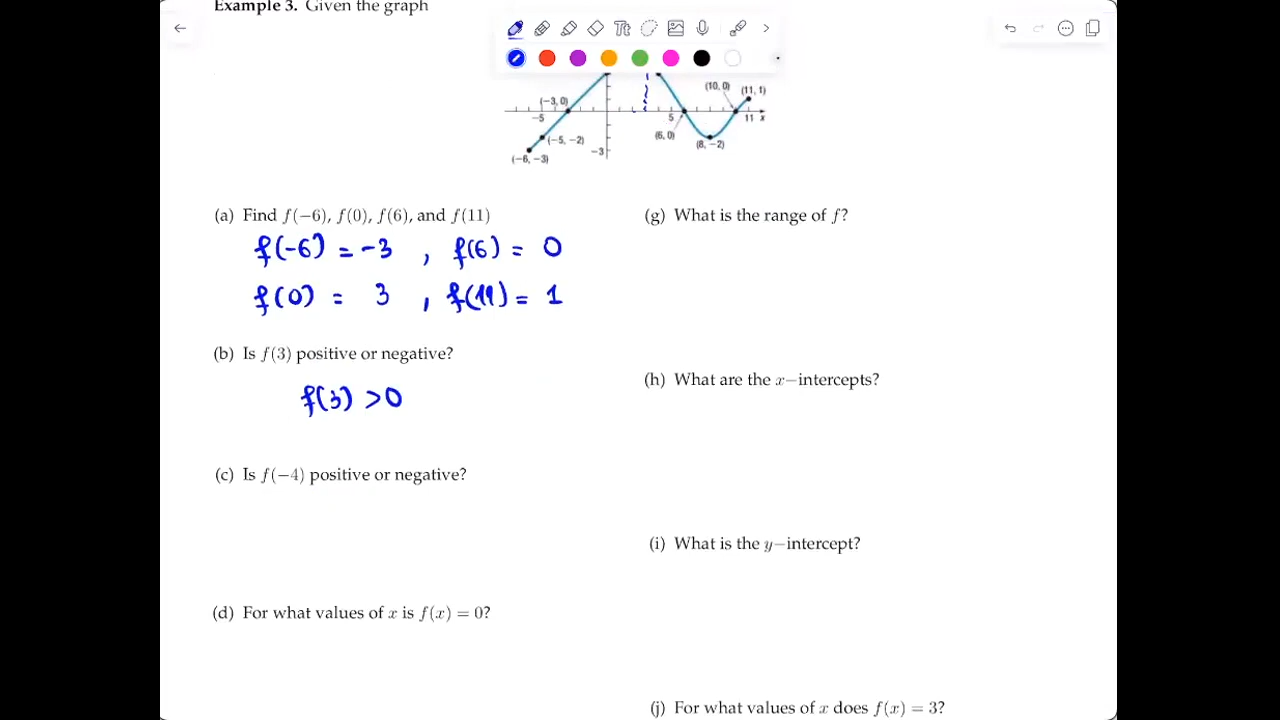 Example 3. Given the graph
Tt
(−3, 0)
(10, 0)
(11, 1)
−5
5
11 x
(−5, −2)
(6, 0)
(8, −2)
−3
(−6, −3)
(a) Find f(−6), f(0), f(6), and f(11)
f(-6) = -3 , f(6) = 0
f(0) = 3 , f(11) = 1
(b) Is f(3) positive or negative?
f(3) >0
(c) Is f(−4) positive or negative?
(d) For what values of x is f(x) = 0?
(g) What is the range of f?
(h) What are the x−intercepts?
(i) What is the y−intercept?
(j) For what values of x does f(x) = 3?